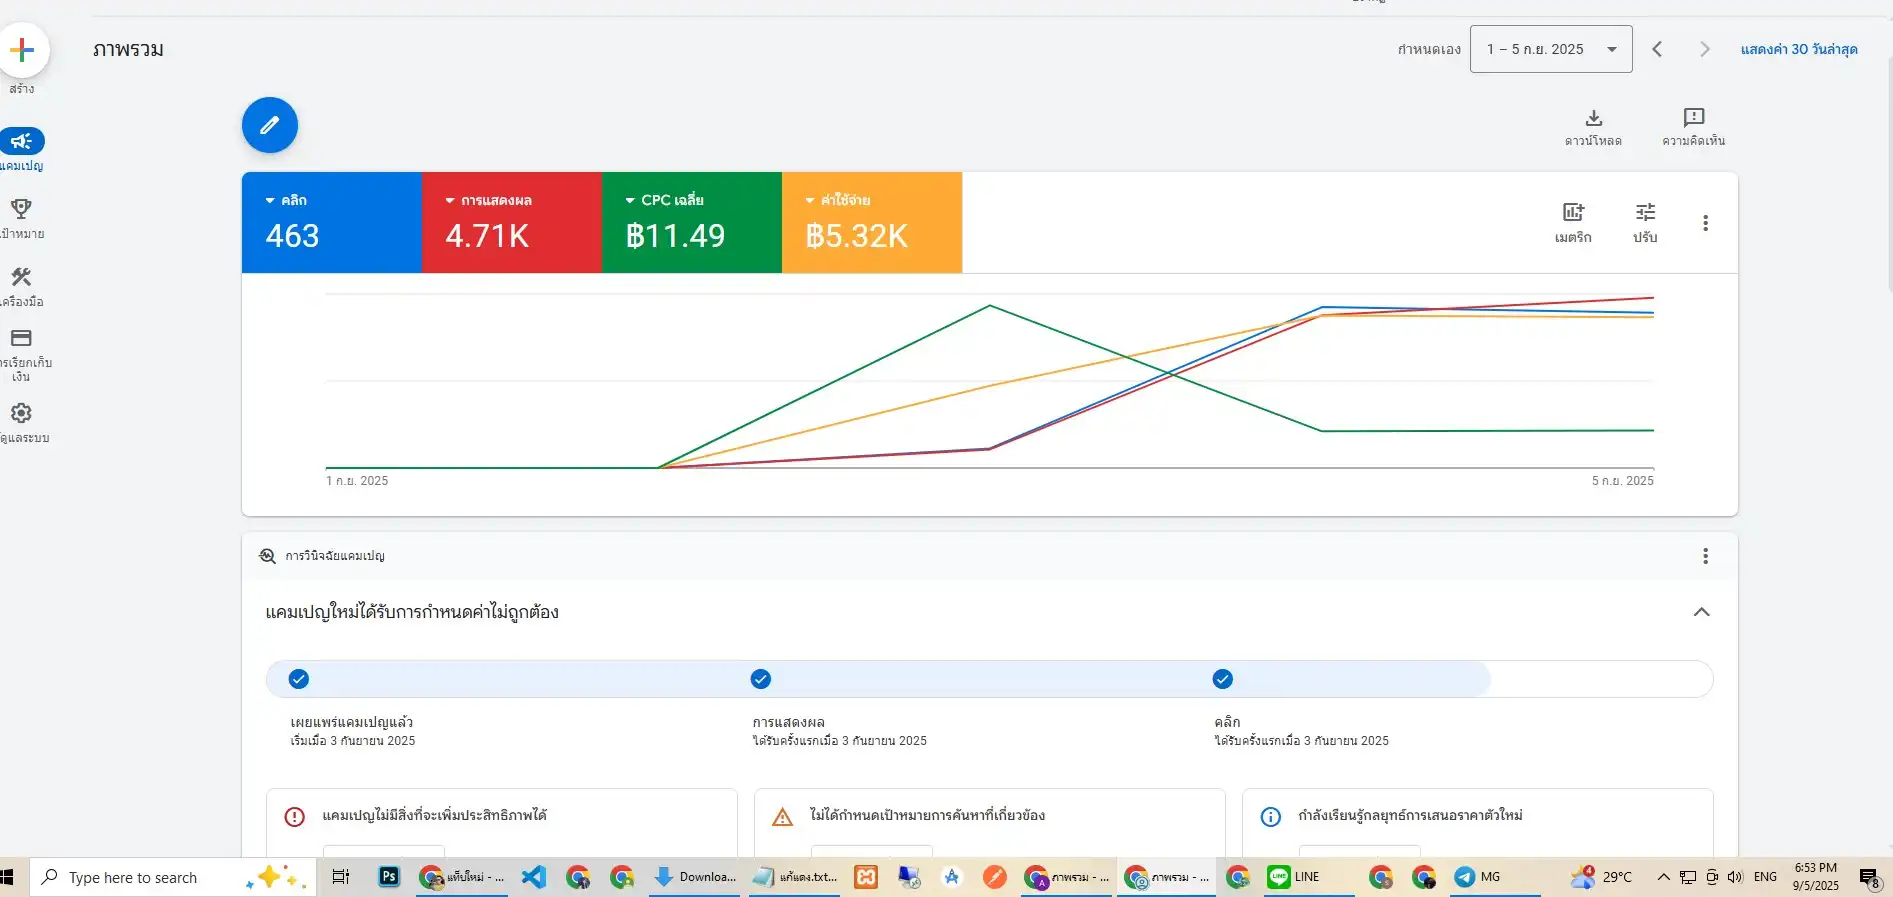 ภาพรวม
กำหนดเอง
1 – 5 ก.ย. 2025
แสดงค่า 30 วันล่าสุด
สร้าง
แคมเปญ
ดาวน์โหลด
ความคิดเห็น
คลิก
463
การแสดงผล
4.71K
CPC เฉลี่ย
฿11.49
ค่าใช้จ่าย
฿5.32K
เมตริก
ปรับ
เป้าหมาย
เครื่องมือ
เงิน
1 ก.ย. 2025
5 ก.ย. 2025
การวินิจฉัยแคมเปญ
แคมเปญใหม่ได้รับการกำหนดค่าไม่ถูกต้อง
เผยแพร่แคมเปญแล้ว
เริ่มเมื่อ 3 กันยายน 2025
การแสดงผล
ได้รับครั้งแรกเมื่อ 3 กันยายน 2025
คลิก
ได้รับครั้งแรกเมื่อ 3 กันยายน 2025
แคมเปญไม่มีสิ่งที่จะเพิ่มประสิทธิภาพได้
ไม่ได้กำหนดเป้าหมายการค้นหาที่เกี่ยวข้อง
กำลังเรียนรู้กลยุทธ์การเสนอราคาตัวใหม่
Type here to search
Ps
แท็บใหม่ - ...
Downloa...
แก้แดง.txt...
ภาพรวม - ...
ภาพรวม - ...
LINE
MG
4
29°C
ENG
6:53 PM
9/5/2025
8